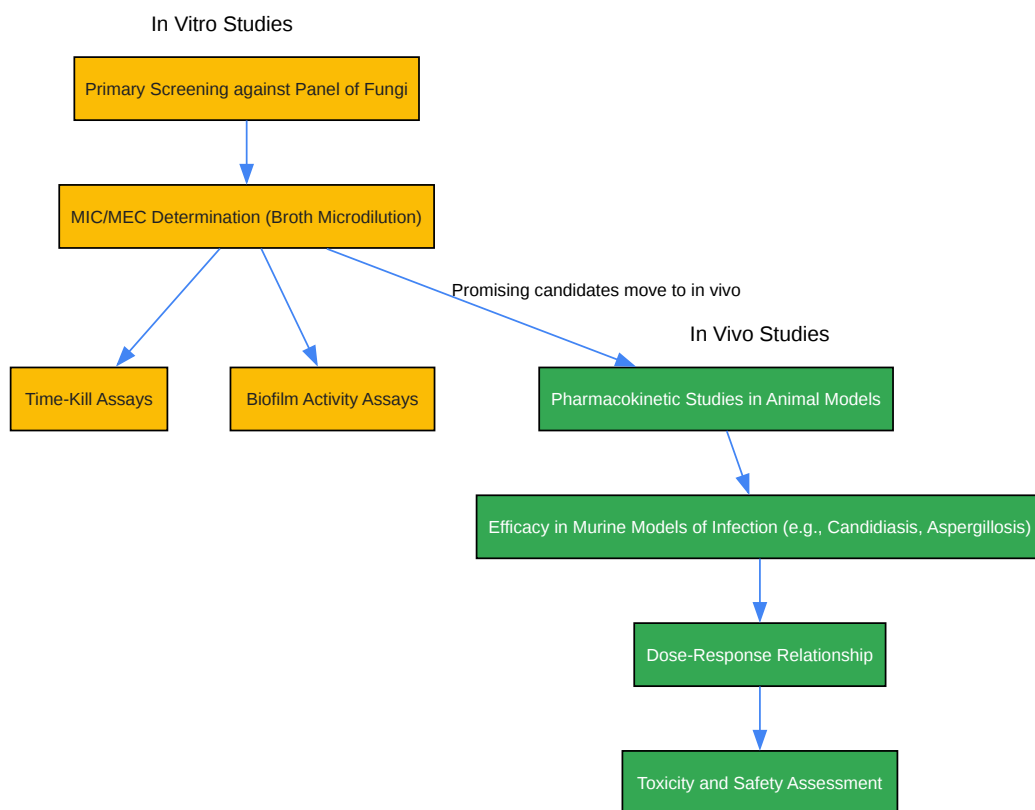 In Vitro Studies
Primary Screening against Panel of Fungi
MIC/MEC Determination (Broth Microdilution)
Promising candidates move to in vivo
In Vivo Studies
Time-Kill Assays
Biofilm Activity Assays
Pharmacokinetic Studies in Animal Models
Efficacy in Murine Models of Infection (e.g., Candidiasis, Aspergillosis)
Dose-Response Relationship
Toxicity and Safety Assessment